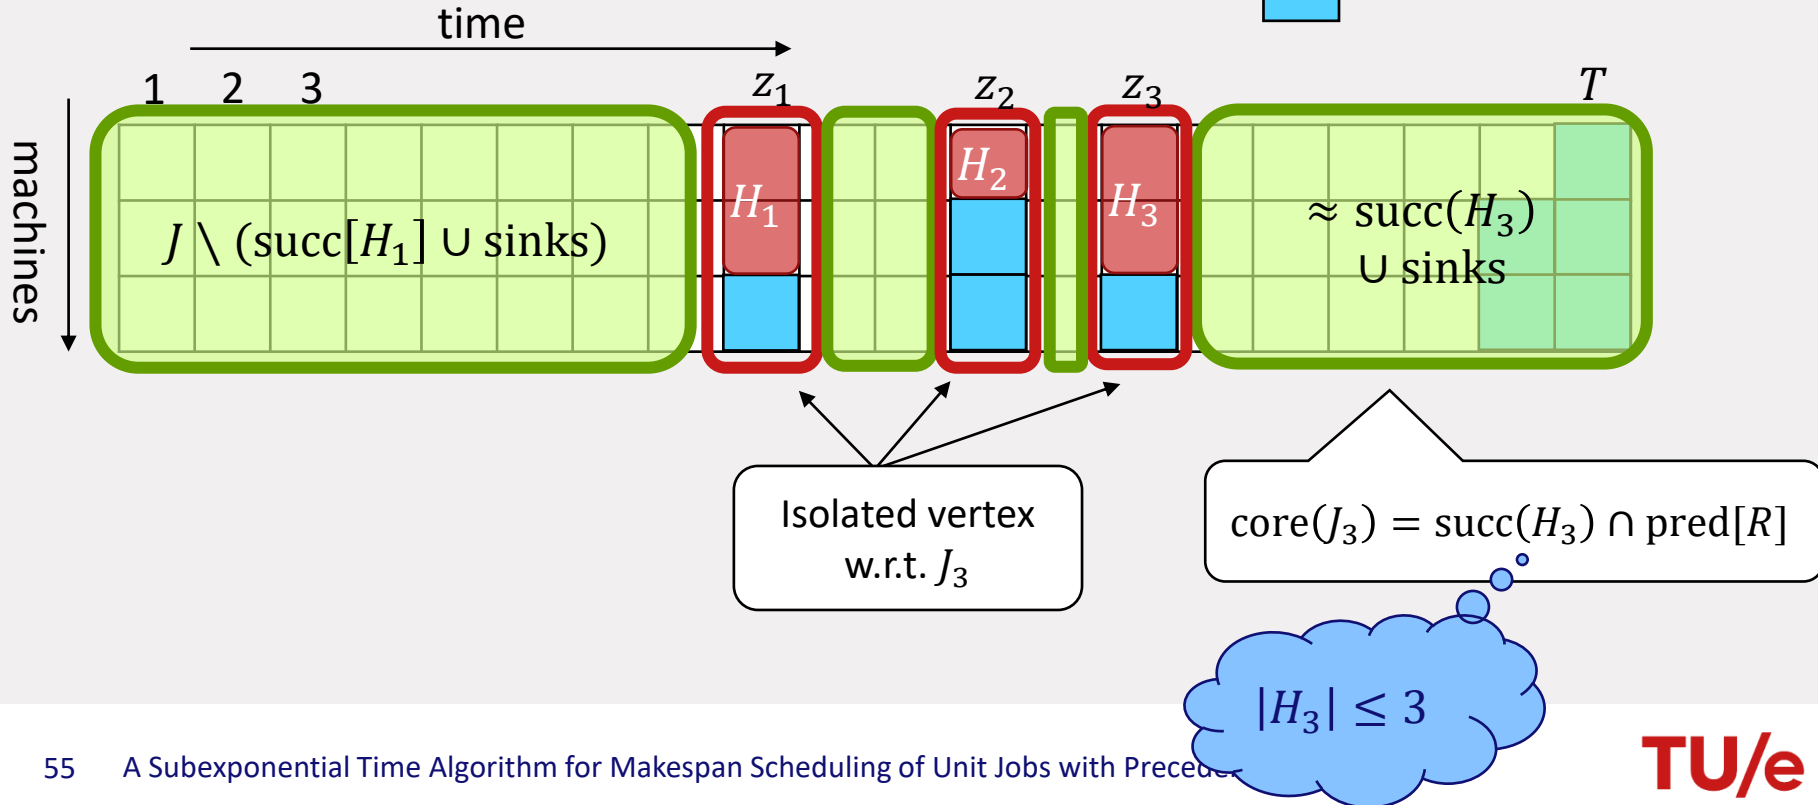 time
1 2 3 z₁ z₂ z₃ T
machines
J \ (succ[H₁] ∪ sinks)
H₁
H₂
H₃
≈ succ(H₃)
∪ sinks
Isolated vertex
w.r.t. J₃
core(J₃) = succ(H₃) ∩ pred[R]
|H₃| ≤ 3
55 A Subexponential Time Algorithm for Makespan Scheduling of Unit Jobs with
TU/e